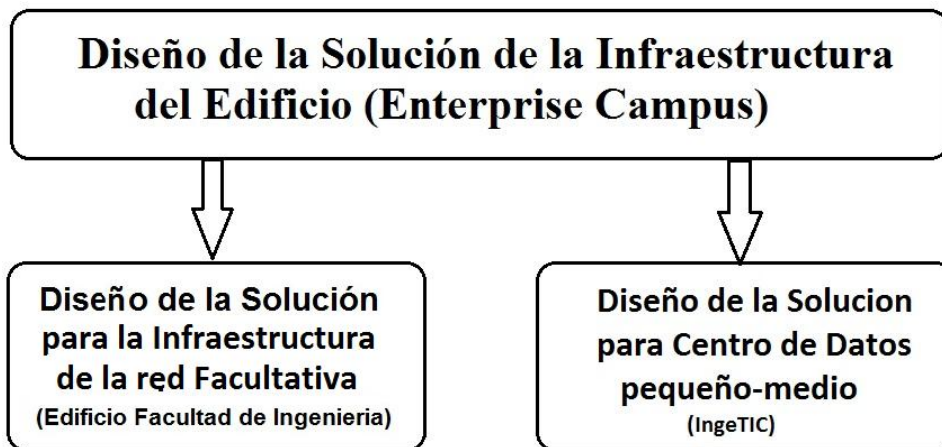 Diseño de la Solución de la Infraestructura
del Edificio (Enterprise Campus)
Diseño de la Solución
para la Infraestructura
de la red Facultativa
(Edificio Facultad de Ingenieria)
Diseño de la Solucion
para Centro de Datos
pequeño-medio
(IngeTIC)